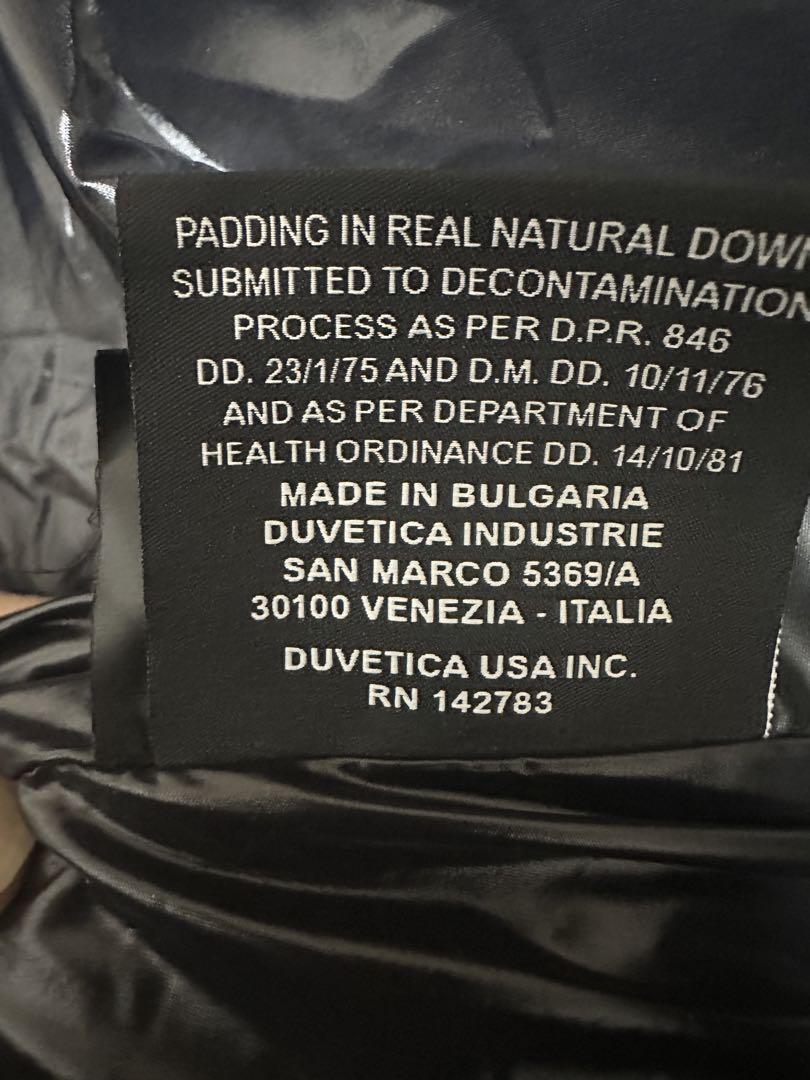 PADDING IN REAL NATURAL DOWN
SUBMITTED TO DECONTAMINATION
PROCESS AS PER D.P.R. 846
DD. 23/1/75 AND D.M. DD. 10/11/76
AND AS PER DEPARTMENT OF
HEALTH ORDINANCE DD. 14/10/81
MADE IN BULGARIA
DUVETICA INDUSTRIE
SAN MARCO 5369/A
30100 VENEZIA - ITALIA
DUVETICA USA INC.
RN 142783